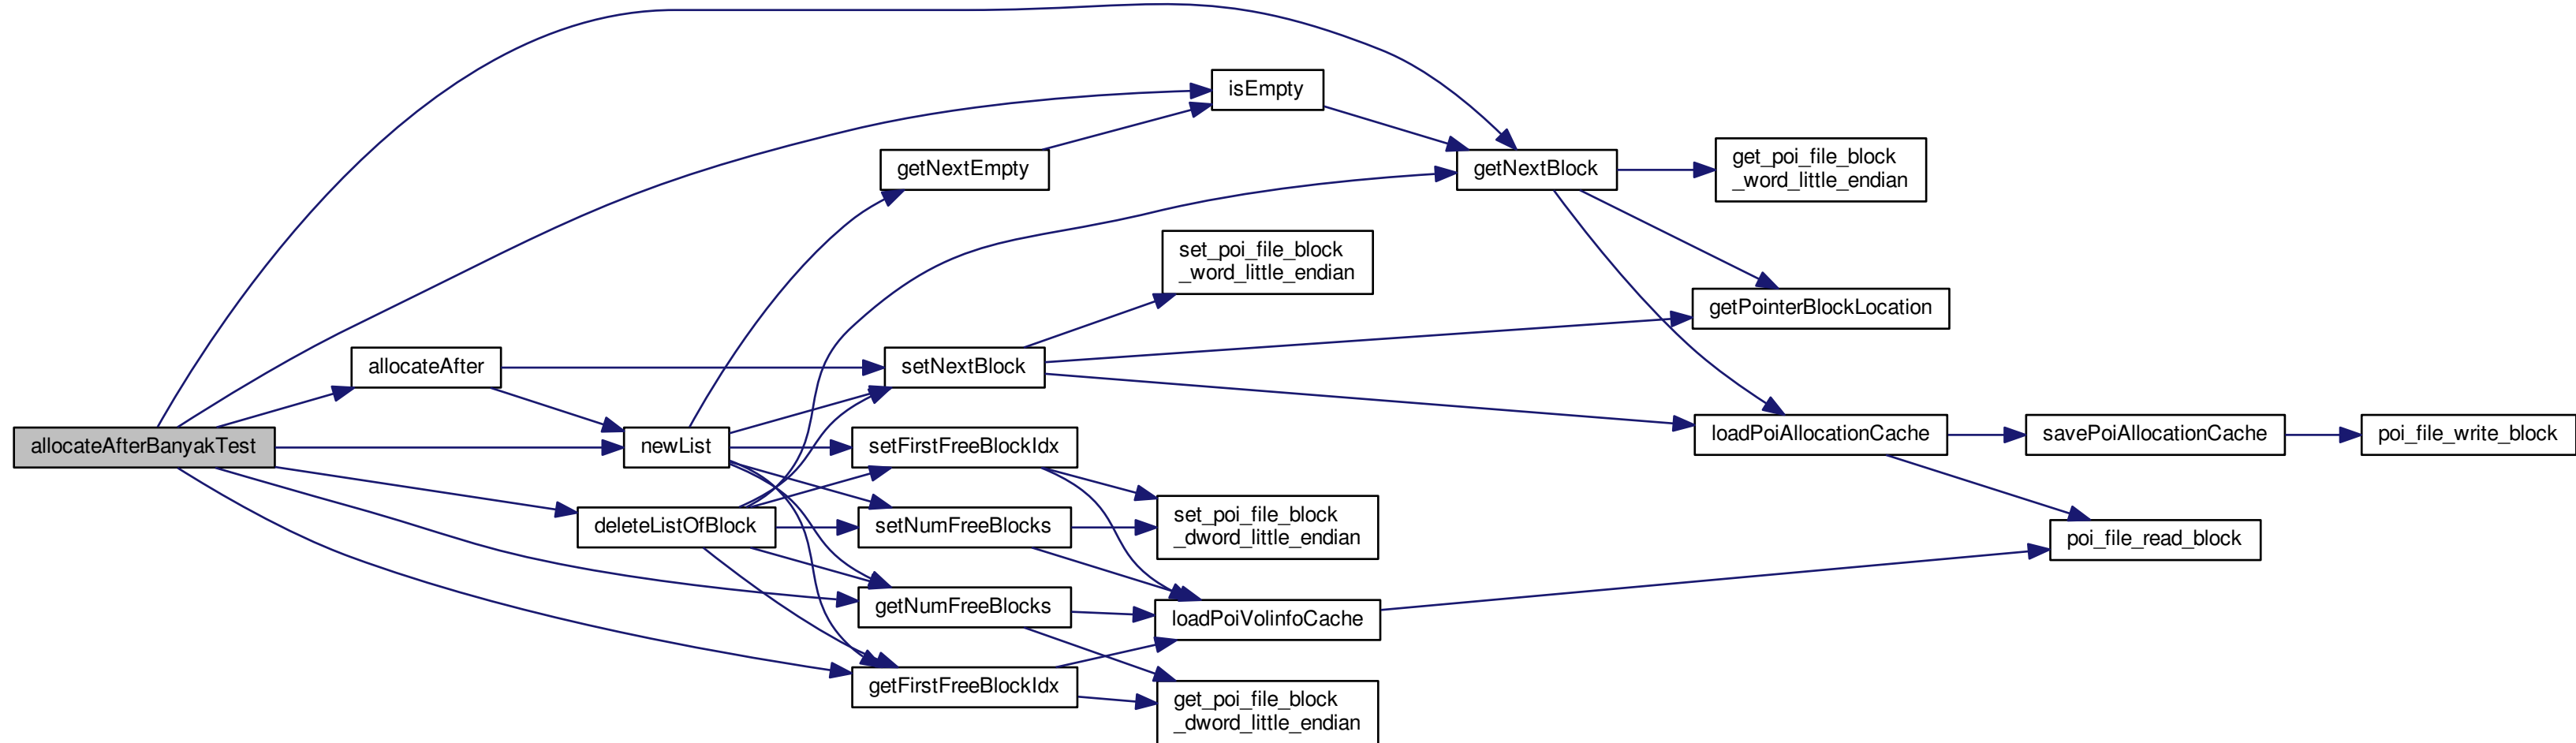 isEmpty
getNextEmpty
getNextBlock
get_poi_file_block
_word_little_endian
set_poi_file_block
_word_little_endian
getPointerBlockLocation
allocateAfter
setNextBlock
allocateAfterBanyakTest
newList
setFirstFreeBlockIdx
loadPoiAllocationCache
savePoiAllocationCache
poi_file_write_block
deleteListOfBlock
setNumFreeBlocks
set_poi_file_block
_dword_little_endian
poi_file_read_block
getNumFreeBlocks
loadPoiVolinfoCache
getFirstFreeBlockIdx
get_poi_file_block
_dword_little_endian